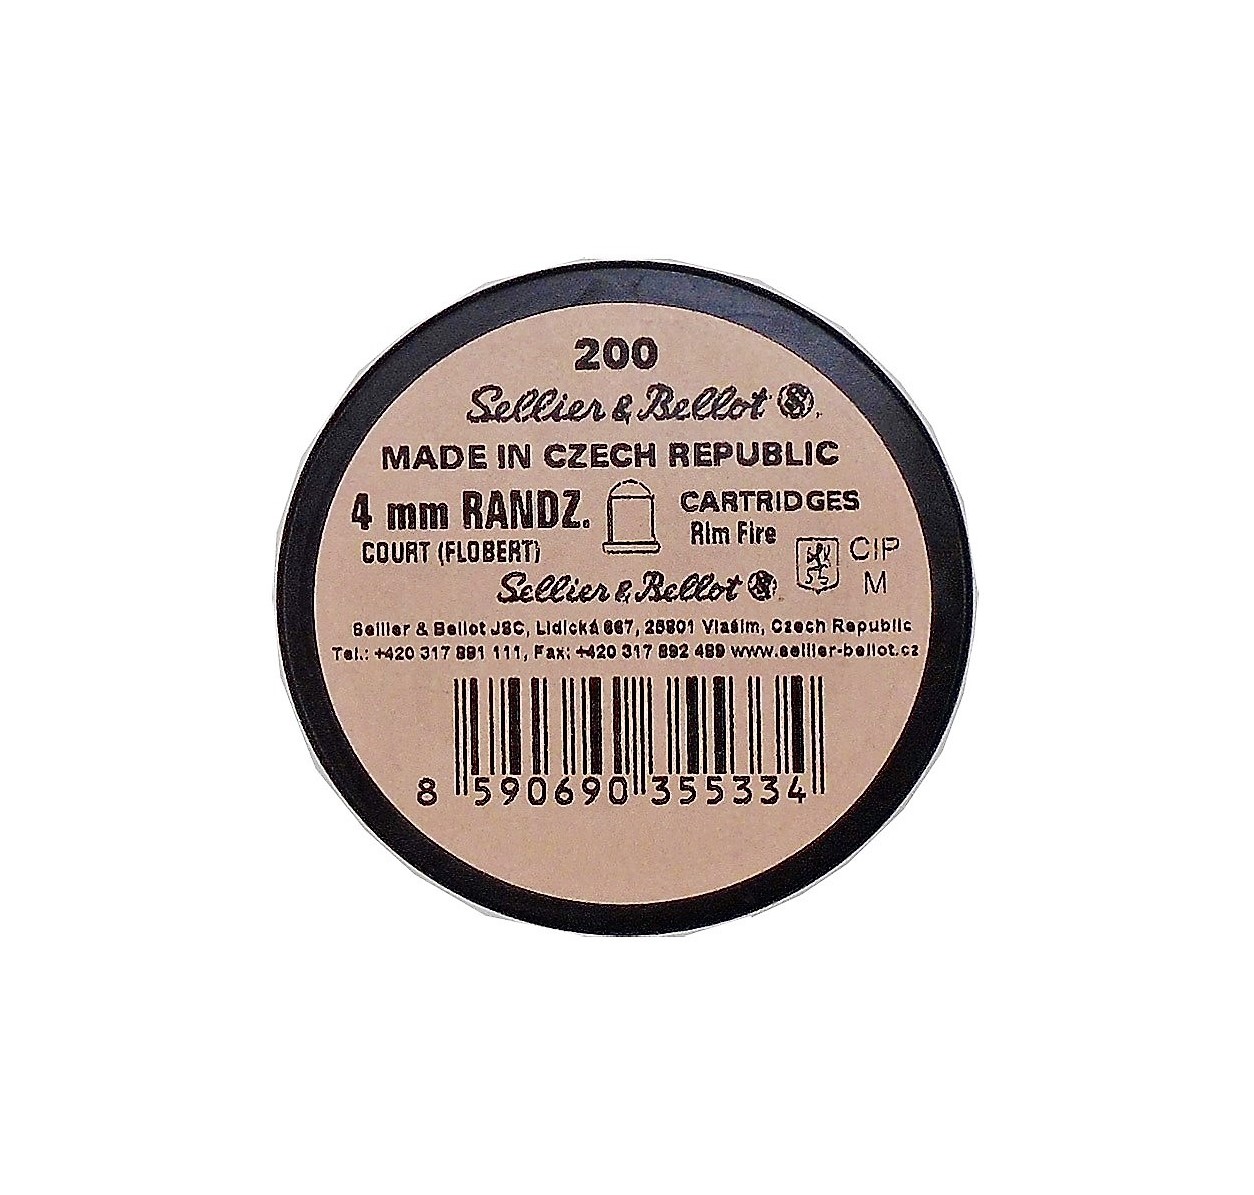 200
Sellier & Bellot
MADE IN CZECH REPUBLIC
4 mm RANDZ. CARTRIDGES
COURT (FLOBERT) Rim Fire
CIP
M
Sellier & Bellot
Sellier & Bellot JSC, Lidická 667, 25801 Vlašim, Czech Republic
Tel.: +420 317 891 111, Fax: +420 317 892 499 www.sellier-bellot.cz
8 590690 355334